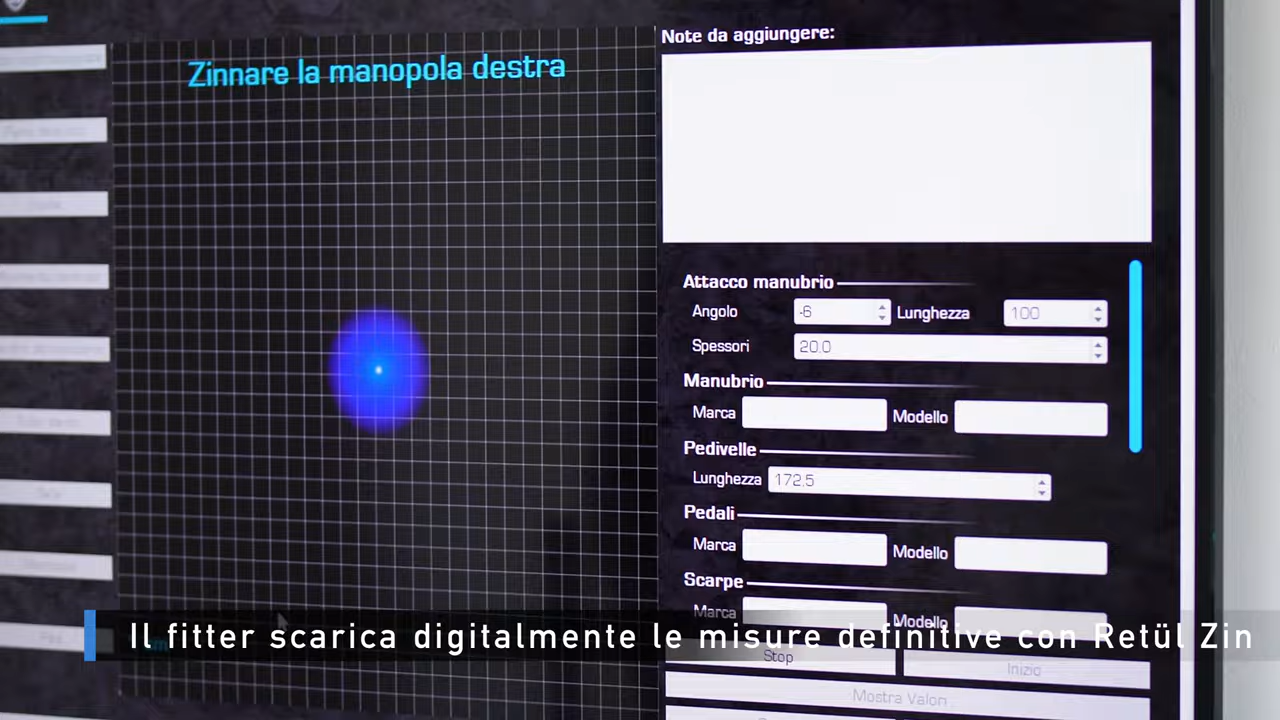 Zinnare la manopola destra
Note da aggiungere:
Attacco manubrio
Angolo -6 Lunghezza 100
Spessori 20.0
Manubrio
Marca Modello
Pedivelle
Lunghezza 172.5
Pedali
Marca Modello
Scarpe
Marca Modello
Il fitter scarica digitalmente le misure definitive con Retül Zin
Stop Inizio
Mostra Valori